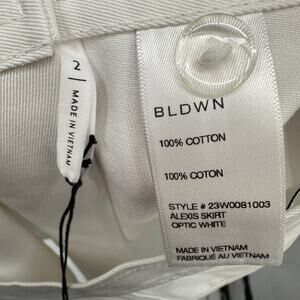 2
MADE IN VIETNAM
BLDWN
100% COTTON
100% COTON
STYLE # 23W0081003
ALEXIS SKIRT
OPTIC WHITE
MADE IN VIETNAM
FABRIQUÉ AU VIETNAM